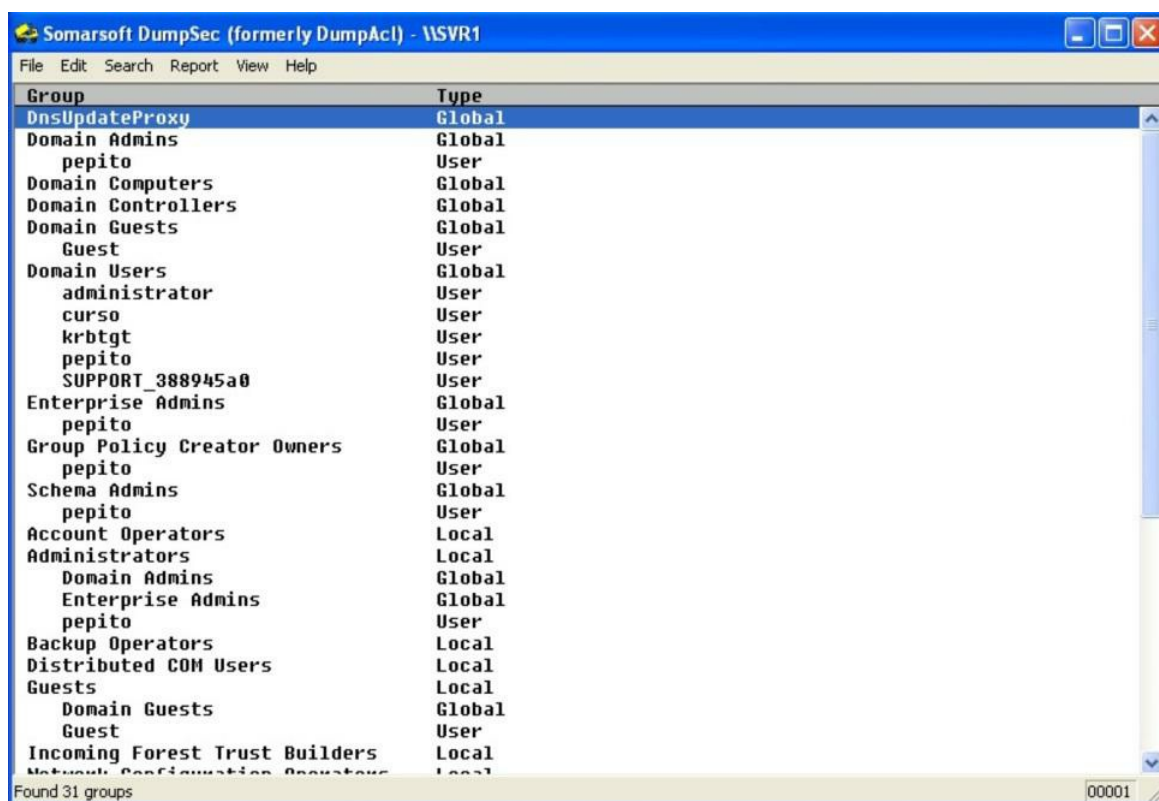 Somarsoft DumpSec (formerly DumpAcl) - \\SVR1
File Edit Search Report View Help
Group Type
DnsUpdateProxy Global
Domain Admins Global
pepito User
Domain Computers Global
Domain Controllers Global
Domain Guests Global
Guest User
Domain Users Global
administrator User
curso User
krbtgt User
pepito User
SUPPORT_388945a0 User
Enterprise Admins Global
pepito User
Group Policy Creator Owners Global
pepito User
Schema Admins Global
pepito User
Account Operators Local
Administrators Local
Domain Admins Global
Enterprise Admins Global
pepito User
Backup Operators Local
Distributed COM Users Local
Guests Local
Domain Guests Global
Guest User
Incoming Forest Trust Builders Local
Network Configuration Operators Local
Found 31 groups 00001